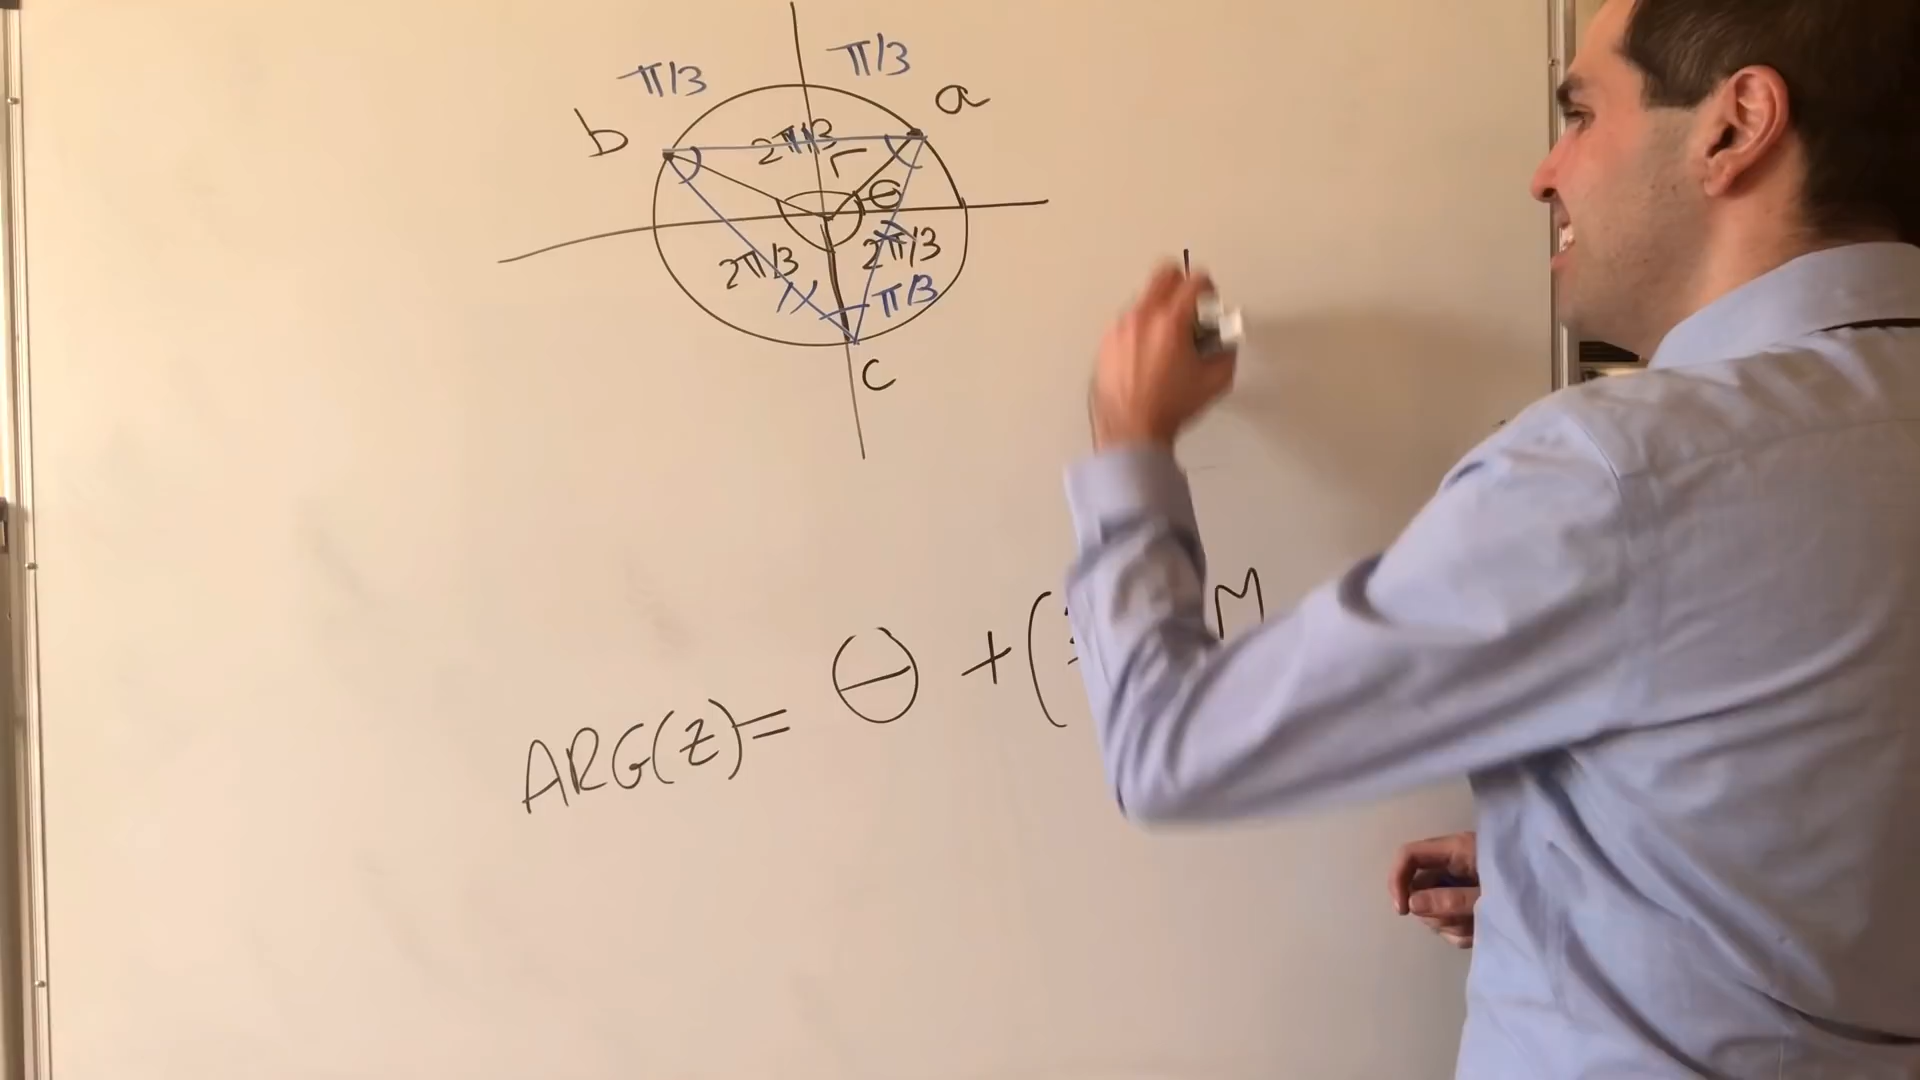 π/3 π/3
b a
2π/3 r
θ
2π/3 2π/3
π/3
c
ARG(z)= θ +( M